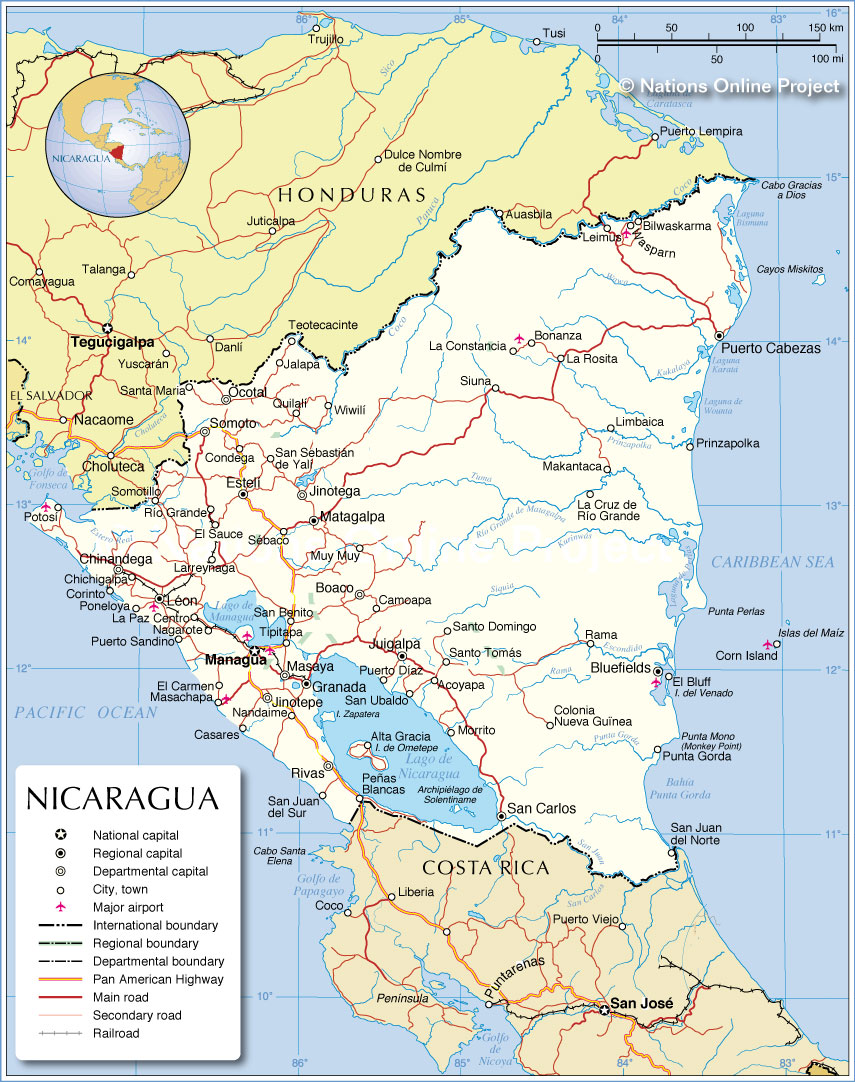 86°
85°
84°
16°
Trujillo
Tusi
0
50
100
150 km
0
50
100 mi
© Nations Online Project
Laguna de
Caratasca
Sico
Puerto Lempira
NICARAGUA
Dulce Nombre
de Culmí
HONDURAS
Patuca
Coco
Cabo Gracias
a Dios
15°
15°
Juticalpa
Auasbila
Leimus
Bilwaskarma
Wasparn
Laguna
Bismuna
Talanga
Comayagua
Cayos Miskitos
Wawa
Teotecacinte
Coco
Tegucigalpa
14°
14°
Danlí
Yuscarán
La Constancia
Bonanza
La Rosita
Puerto Cabezas
Laguna
Karatá
Kukalaya
Jalapa
Santa María
Ocotal
Quilalí
Wiwilí
Siuna
EL SALVADOR
Nacaome
Choluteca
Laguna de
Wounta
Somoto
Limbaica
Prinzapolka
Prinzapolka
Choluteca
Condega
San Sebastián
de Yalí
Makantaca
Golfo de
Fonseca
Estelí
Tuma
Somotillo
Jinotega
13°
13°
Potosí
Río Grande
La Cruz de
Río Grande
Matagalpa
Río Grande de Matagalpa
Estero Real
El Sauce
Sébaco
Kurinwás
Chinandega
Muy Muy
CARIBBEAN SEA
Larreynaga
Chichigalpa
Corinto
Boaco
Siquia
Poneloya
Léon
Camoapa
Lago de
Managua
Punta Perlas
La Paz Centro
San Benito
Nagarote
Tipitapa
Santo Domingo
Rama
Islas del Maíz
Puerto Sandino
Juigalpa
Escondido
Corn Island
Managua
Santo Tomás
12°
12°
Masaya
Puerto Díaz
Rama
Bluefields
El Bluff
Granada
Acoyapa
I. del Venado
El Carmen
Masachapa
San Ubaldo
Jinotepe
I. Zapatera
Colonia
Nueva Guïnea
PACIFIC OCEAN
Nandaime
Casares
Morrito
Alta Gracia
I. de Ometepe
Punta Gorda
Punta Mono
(Monkey Point)
Punta Gorda
Lago de
Nicaragua
Rivas
Peñas
Blancas
Archipiélago de
Solentiname
Bahía
Punta Gorda
NICARAGUA
San Juan
del Sur
San Carlos
National capital
Regional capital
Departmental capital
City, town
Major airport
International boundary
Regional boundary
Departmental boundary
Pan American Highway
Main road
Secondary road
Railroad
San Juan
del Norte
11°
11°
Cabo Santa
Elena
San Juan
COSTA RICA
Golfo de
Papagayo
Liberia
San Carlos
Coco
Puerto Viejo
Puntarenas
Península
San José
10°
10°
Golfo
de
Nicoya
86°
85°
84°
83°